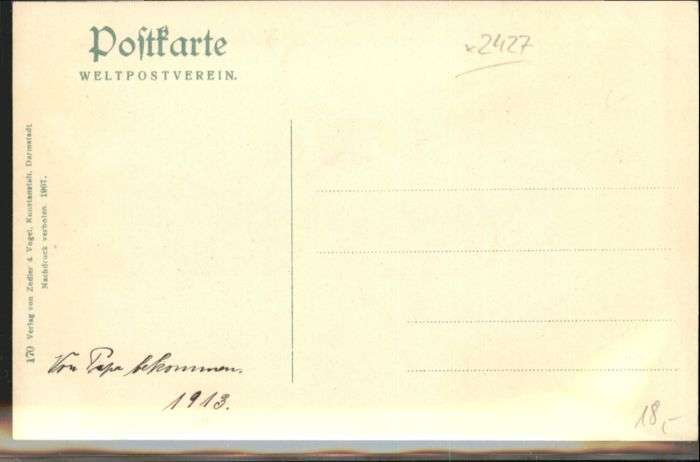 Postkarte
WELTPOSTVEREIN.
x2427
170 Verlag von Zedler & Vogel, Kunstanstalt, Darmstadt.
Nachdruck verboten. 1907.
Von Papa bekommen.
1913.
18,-